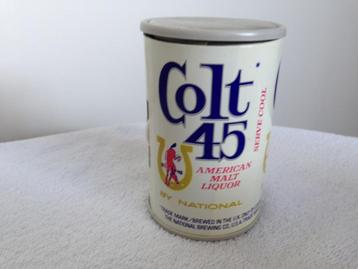 Colt
45
SERVE COOL
AMERICAN
MALT
LIQUOR
BY NATIONAL
TRADE MARK/BREWED IN THE U.K.
THE NATIONAL BREWING CO. U.S.A.